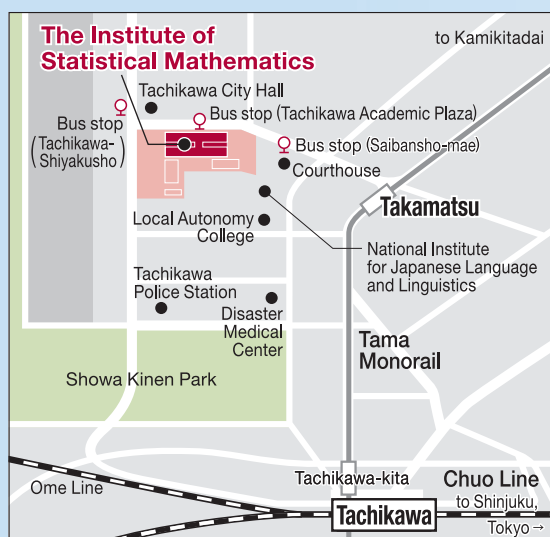 The Institute of
Statistical Mathematics
to Kamikitadai
Tachikawa City Hall
Bus stop (Tachikawa Academic Plaza)
Bus stop
(Tachikawa-
Shiyakusho)
Bus stop (Saibansho-mae)
Courthouse
Takamatsu
Local Autonomy
College
National Institute
for Japanese Language
and Linguistics
Tachikawa
Police Station
Disaster
Medical
Center
Tama
Monorail
Showa Kinen Park
Tachikawa-kita
Chuo Line
to Shinjuku,
Tokyo→
Ome Line
Tachikawa